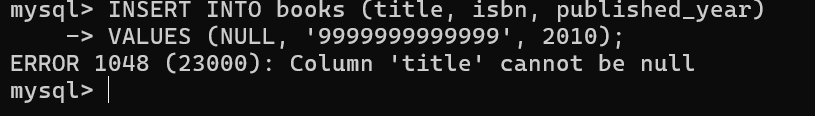 mysql> INSERT INTO books (title, isbn, published_year)
    -> VALUES (NULL, '9999999999999', 2010);
ERROR 1048 (23000): Column 'title' cannot be null
mysql>